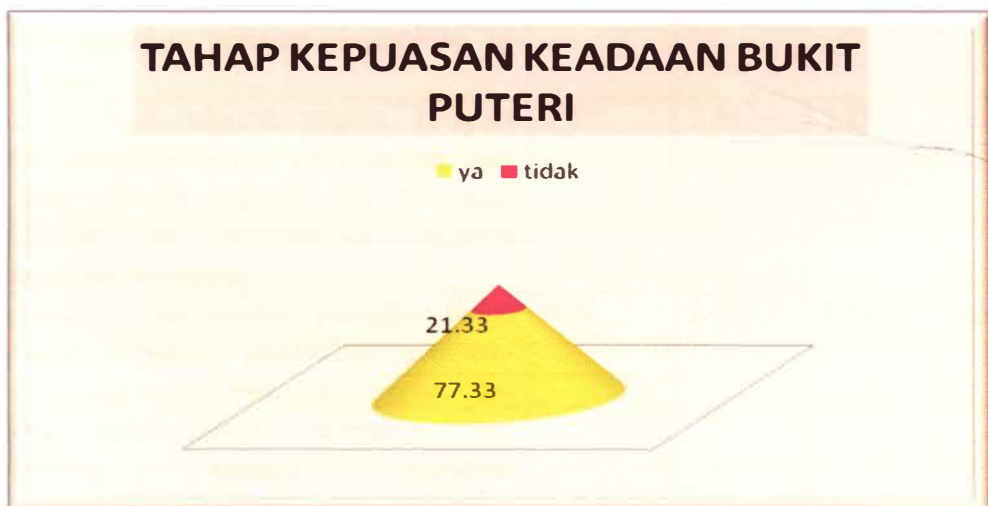 TAHAP KEPUASAN KEADAAN BUKIT
PUTERI
ya tidak
21.33
77.33